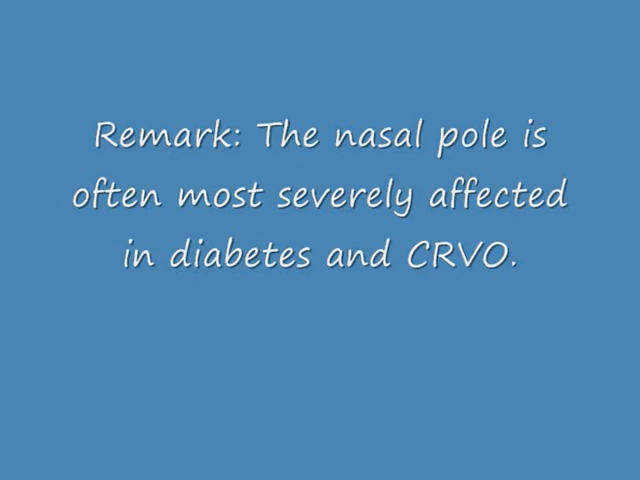 Remark: The nasal pole is
often most severely affected
in diabetes and CRVO.